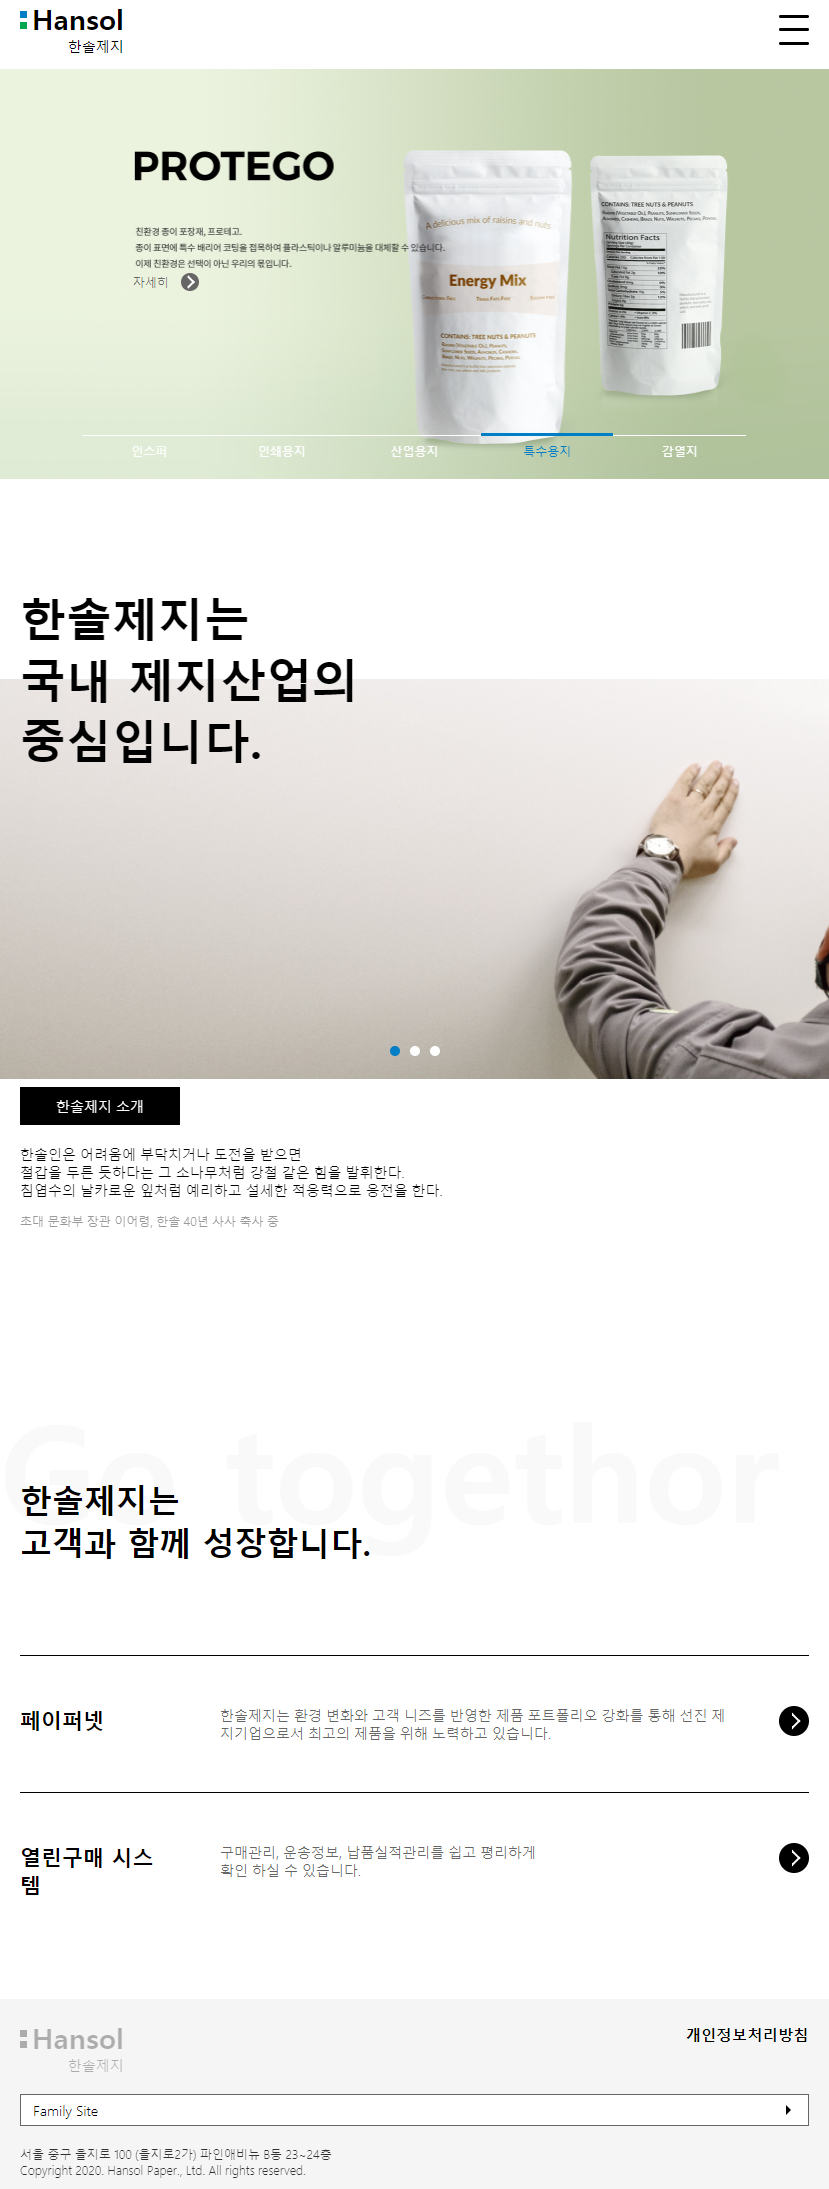 Hansol
한솔제지
PROTEGO
친환경 종이 포장재, 프로테고.
종이 표면에 특수 배리어 코팅을 접목하여 플라스틱이나 알루미늄을 대체할 수 있습니다.
이제 친환경은 선택이 아닌 우리의 몫입니다.
자세히
A delicious mix of raisins and nuts
Energy Mix
CONTAINS: TREE NUTS & PEANUTS
CONTAINS: TREE NUTS & PEANUTS
Nutrition Facts
인스퍼
인쇄용지
산업용지
특수용지
감열지
한솔제지는
국내 제지산업의
중심입니다.
한솔제지 소개
한솔인은 어려움에 부닥치거나 도전을 받으면
철갑을 두른 듯하다는 그 소나무처럼 강철 같은 힘을 발휘한다.
침엽수의 날카로운 잎처럼 예리하고 설세한 적응력으로 응전을 한다.
초대 문화부 장관 이어령, 한솔 40년 사사 축사 중
Go togethor
한솔제지는
고객과 함께 성장합니다.
페이퍼넷
한솔제지는 환경 변화와 고객 니즈를 반영한 제품 포트폴리오 강화를 통해 선진 제
지기업으로서 최고의 제품을 위해 노력하고 있습니다.
열린구매 시스
템
구매관리, 운송정보, 납품실적관리를 쉽고 평리하게
확인 하실 수 있습니다.
Hansol
한솔제지
개인정보처리방침
Family Site
서울 중구 을지로 100 (을지로2가) 파인애비뉴 B동 23~24층
Copyright 2020. Hansol Paper., Ltd. All rights reserved.